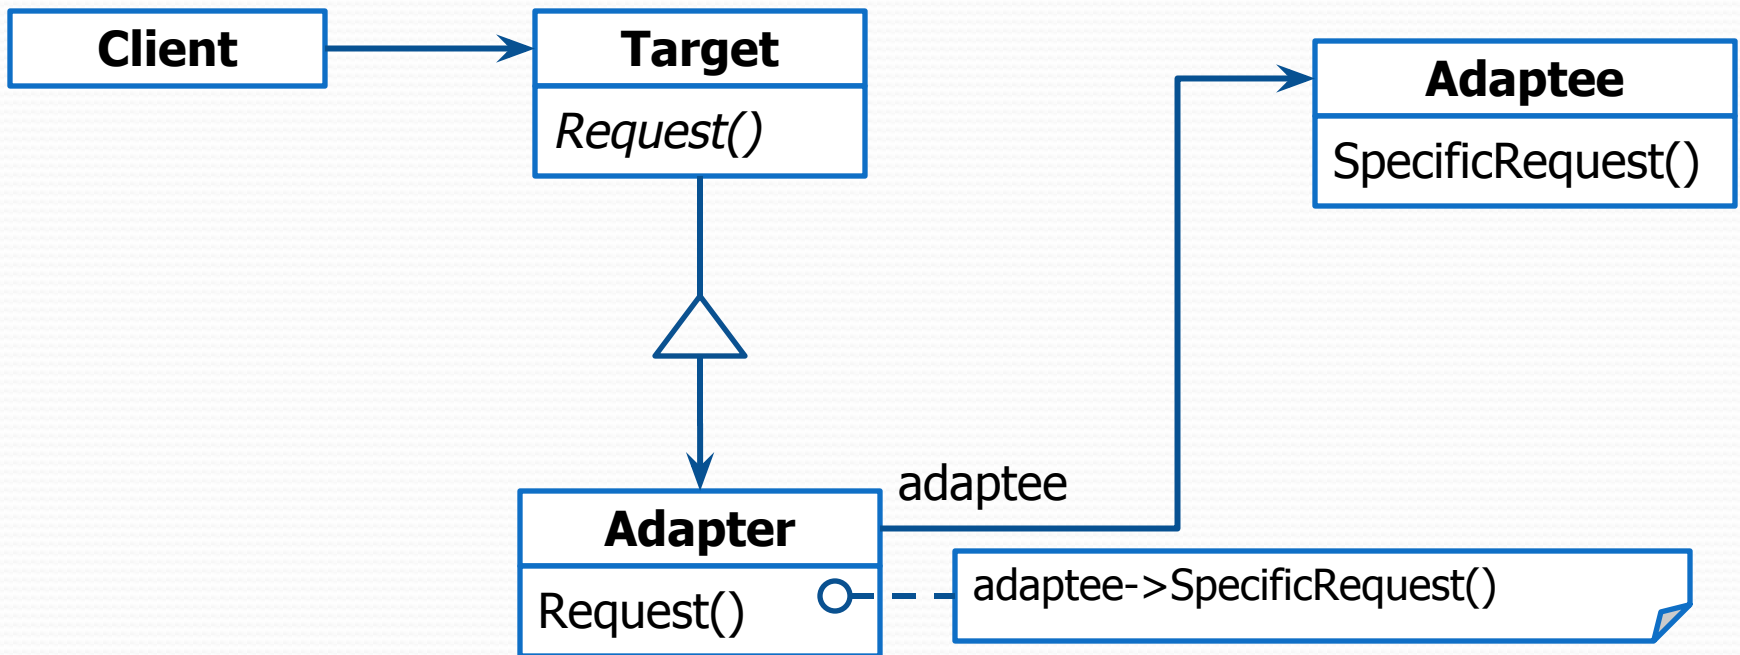 Client
Target
Request()
Adaptee
SpecificRequest()
adaptee
Adapter
Request()
adaptee->SpecificRequest()